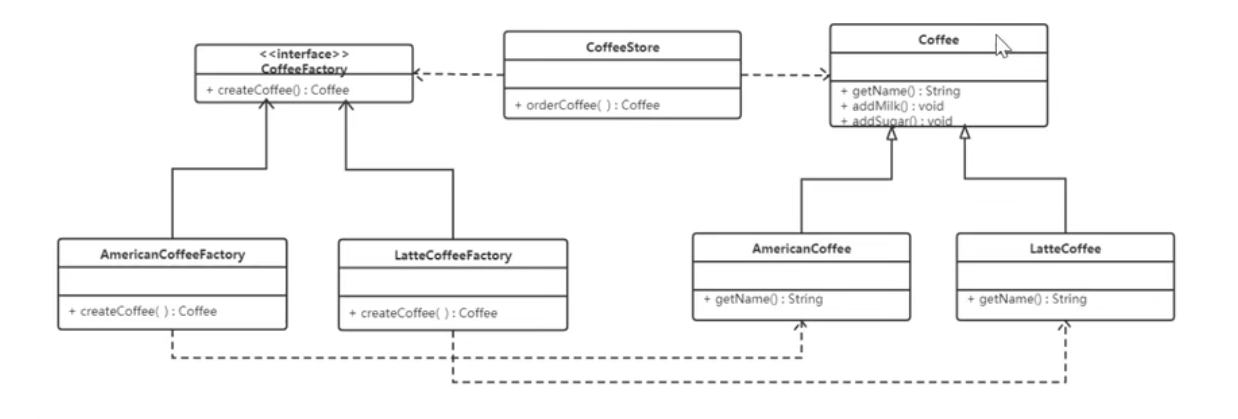 <<interface>>
CoffeeFactory
+ createCoffee() : Coffee
CoffeeStore
+ orderCoffee( ) : Coffee
Coffee
+ getName() : String
+ addMilk() : void
+ addSugar() : void
AmericanCoffeeFactory
+ createCoffee( ) : Coffee
LatteCoffeeFactory
+ createCoffee( ) : Coffee
AmericanCoffee
+ getName() : String
LatteCoffee
+ getName() : String